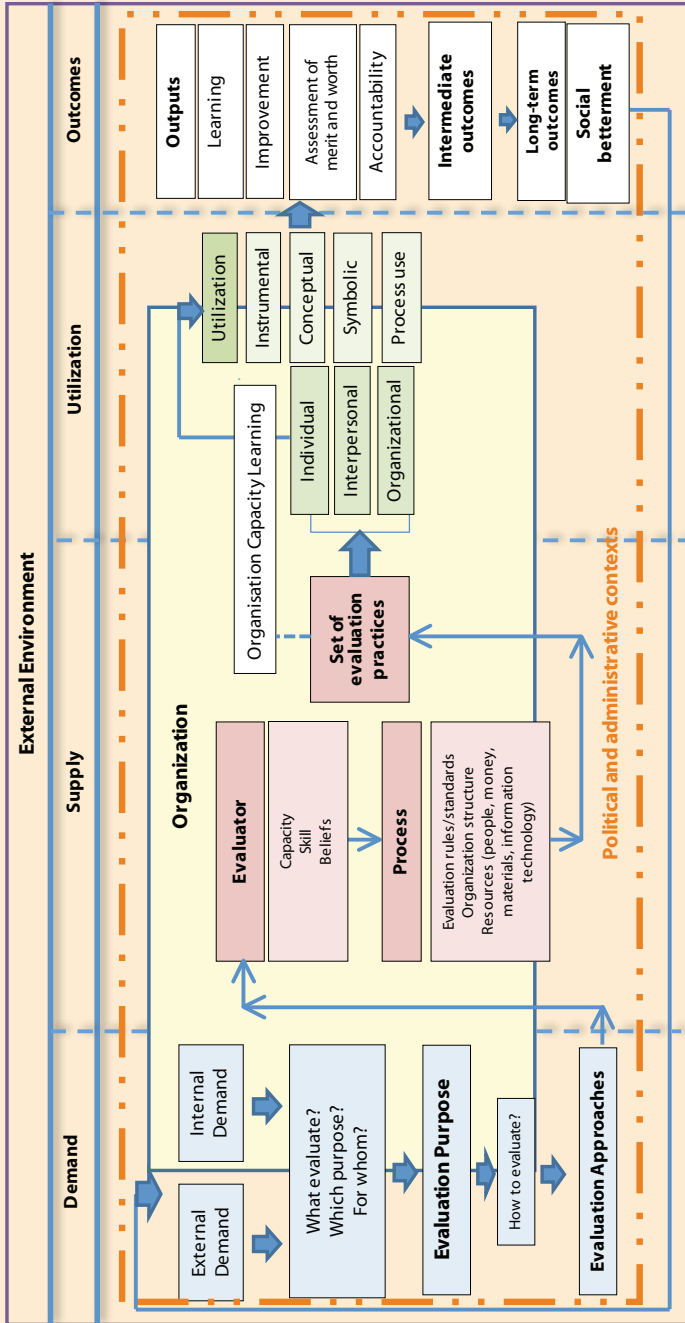 External Environment
Demand
Supply
Utilization
Outcomes
External
Demand
Internal
Demand
What evaluate?
Which purpose?
For whom?
Evaluation Purpose
How to evaluate?
Evaluation Approaches
Organization
Evaluator
Capacity
Skill
Beliefs
Process
Evaluation rules/standards
Organization structure
Resources (people, money,
materials, information
technology)
Set of
evaluation
practices
Organisation Capacity Learning
Individual
Interpersonal
Organizational
Utilization
Instrumental
Conceptual
Symbolic
Process use
Political and administrative contexts
Outputs
Learning
Improvement
Assessment of
merit and worth
Accountability
Intermediate
outcomes
Long-term
outcomes
Social
betterment